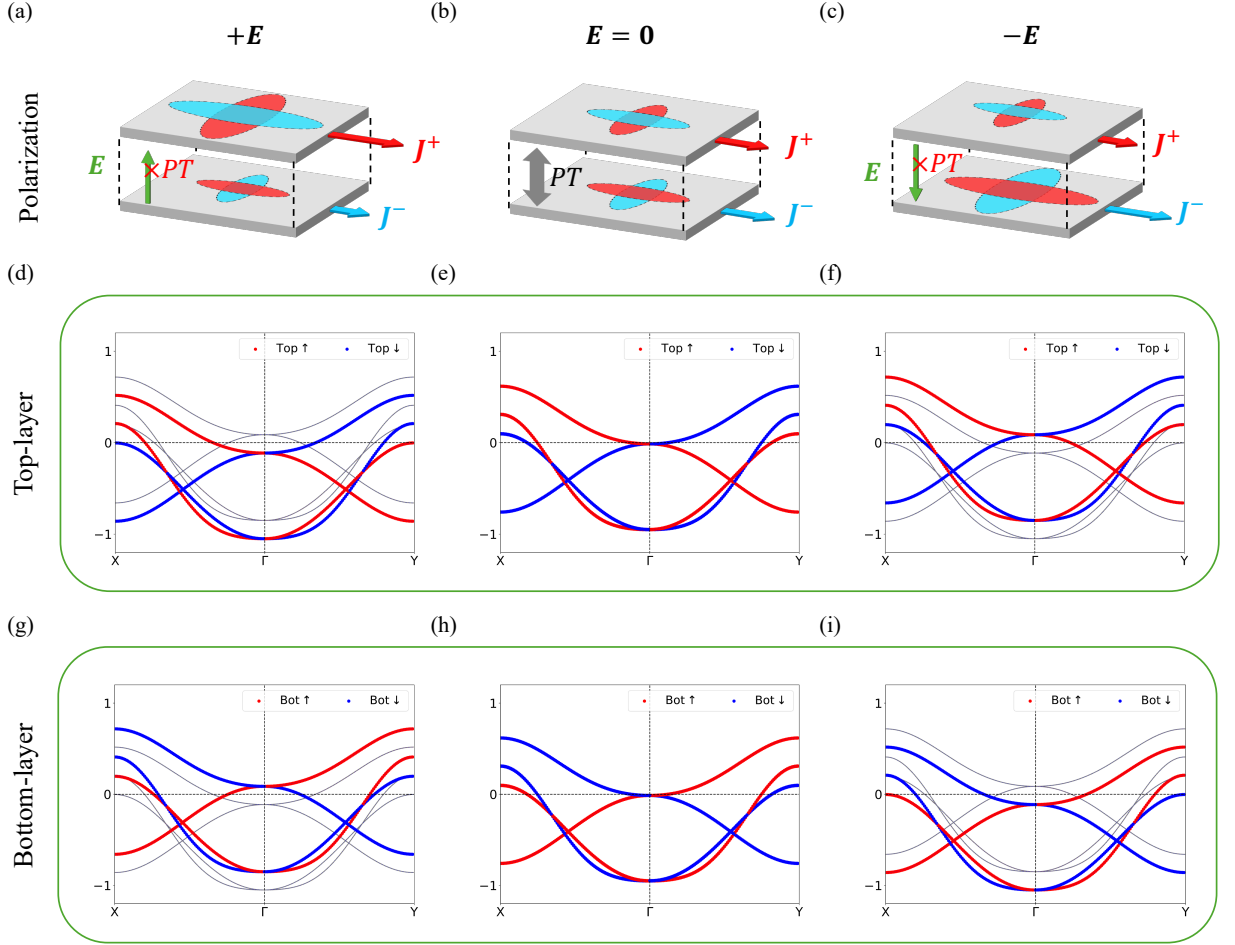 (a) (b) (c)
+E E = 0 −E
Polarization
J⁺ J⁺ J⁺
E ×PT PT E ×PT
J⁻ J⁻ J⁻
(d) (e) (f)
Top-layer
Top ↑ Top ↓ Top ↑ Top ↓ Top ↑ Top ↓
1 1 1
0 0 0
−1 −1 −1
X Γ Y X Γ Y X Γ Y
(g) (h) (i)
Bottom-layer
Bot ↑ Bot ↓ Bot ↑ Bot ↓ Bot ↑ Bot ↓
1 1 1
0 0 0
−1 −1 −1
X Γ Y X Γ Y X Γ Y